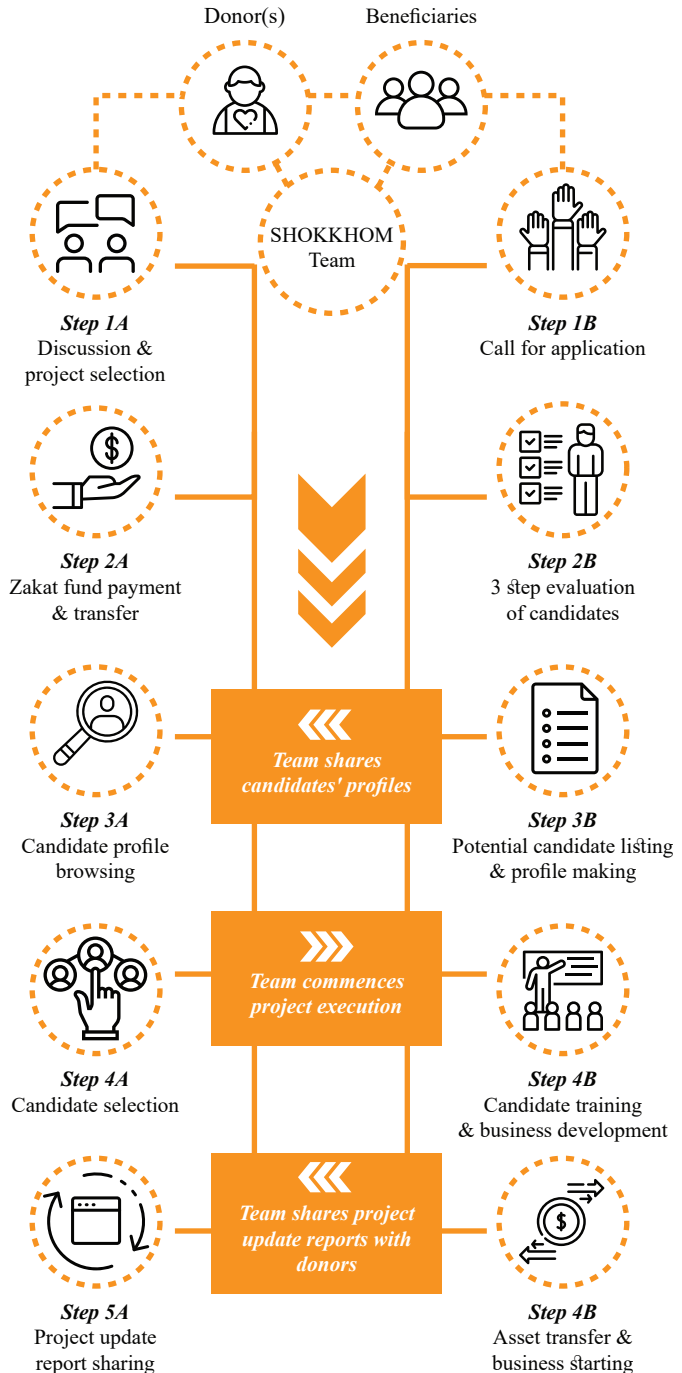 Donor(s)
Beneficiaries
SHOKKHOM
Team
Step 1A
Discussion &
project selection
Step 1B
Call for application
$
Step 2A
Zakat fund payment
& transfer
Step 2B
3 step evaluation
of candidates
Team shares
candidates' profiles
Step 3A
Candidate profile
browsing
Step 3B
Potential candidate listing
& profile making
Team commences
project execution
Step 4A
Candidate selection
Step 4B
Candidate training
& business development
Team shares project
update reports with
donors
$
Step 5A
Project update
report sharing
Step 4B
Asset transfer &
business starting